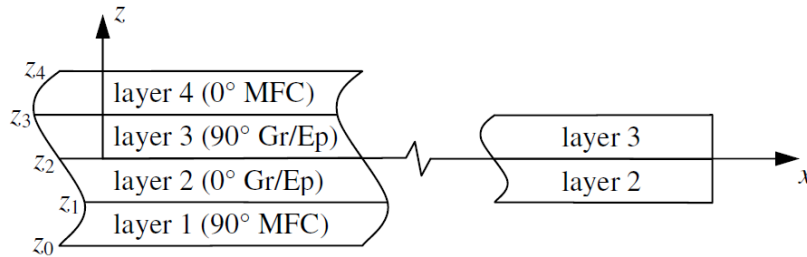 z
z4
layer 4 (0° MFC)
z3
layer 3 (90° Gr/Ep)
layer 3
z2
x
layer 2 (0° Gr/Ep)
layer 2
z1
layer 1 (90° MFC)
z0